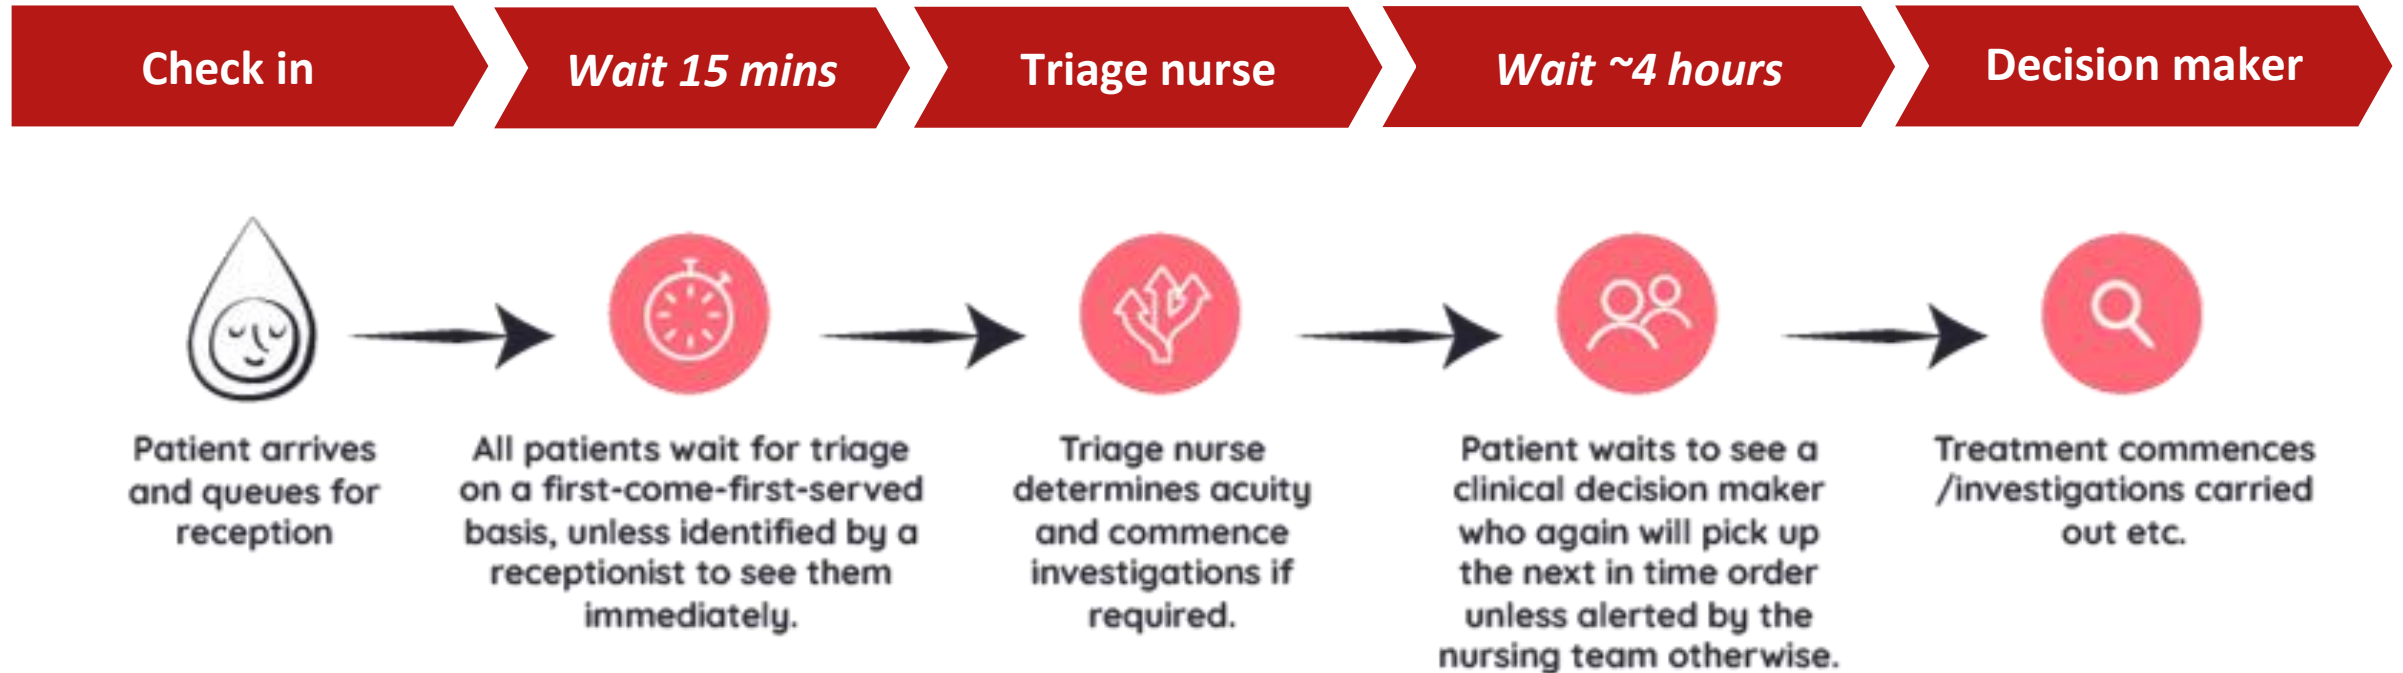 Check in
Wait 15 mins
Triage nurse
Wait ~4 hours
Decision maker
Patient arrives
and queues for
reception
All patients wait for triage
on a first-come-first-served
basis, unless identified by a
receptionist to see them
immediately.
Triage nurse
determines acuity
and commence
investigations if
required.
Patient waits to see a
clinical decision maker
who again will pick up
the next in time order
unless alerted by the
nursing team otherwise.
Treatment commences
/investigations carried
out etc.